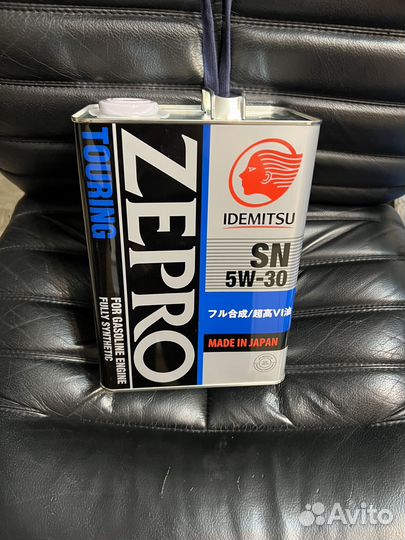 TOURING
ZEPRO
FOR GASOLINE ENGINE
FULLY SYNTHETIC
IDEMITSU
SN
5W-30
フル合成/超高VI油
MADE IN JAPAN
Avito